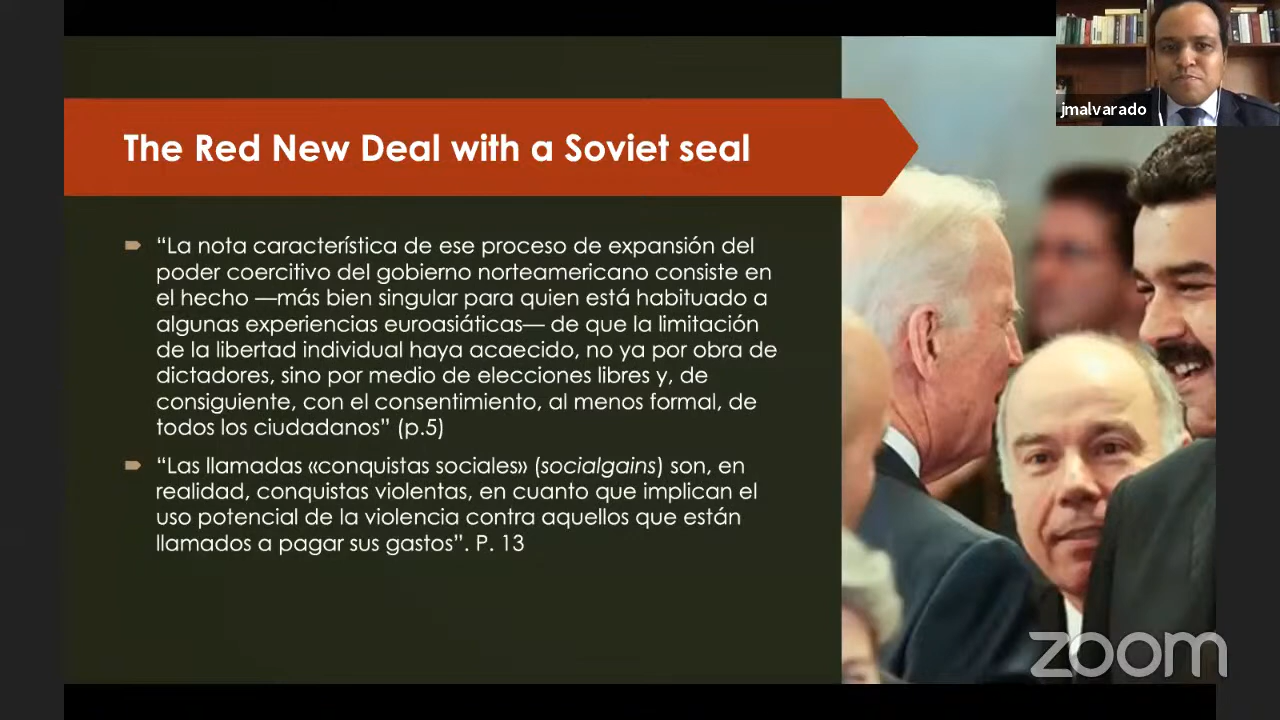 jmalvarado
The Red New Deal with a Soviet seal
“La nota característica de ese proceso de expansión del
poder coercitivo del gobierno norteamericano consiste en
el hecho —más bien singular para quien está habituado a
algunas experiencias euroasiáticas— de que la limitación
de la libertad individual haya acaecido, no ya por obra de
dictadores, sino por medio de elecciones libres y, de
consiguiente, con el consentimiento, al menos formal, de
todos los ciudadanos” (p.5)
“Las llamadas «conquistas sociales» (socialgains) son, en
realidad, conquistas violentas, en cuanto que implican el
uso potencial de la violencia contra aquellos que están
llamados a pagar sus gastos”. P. 13
zoom